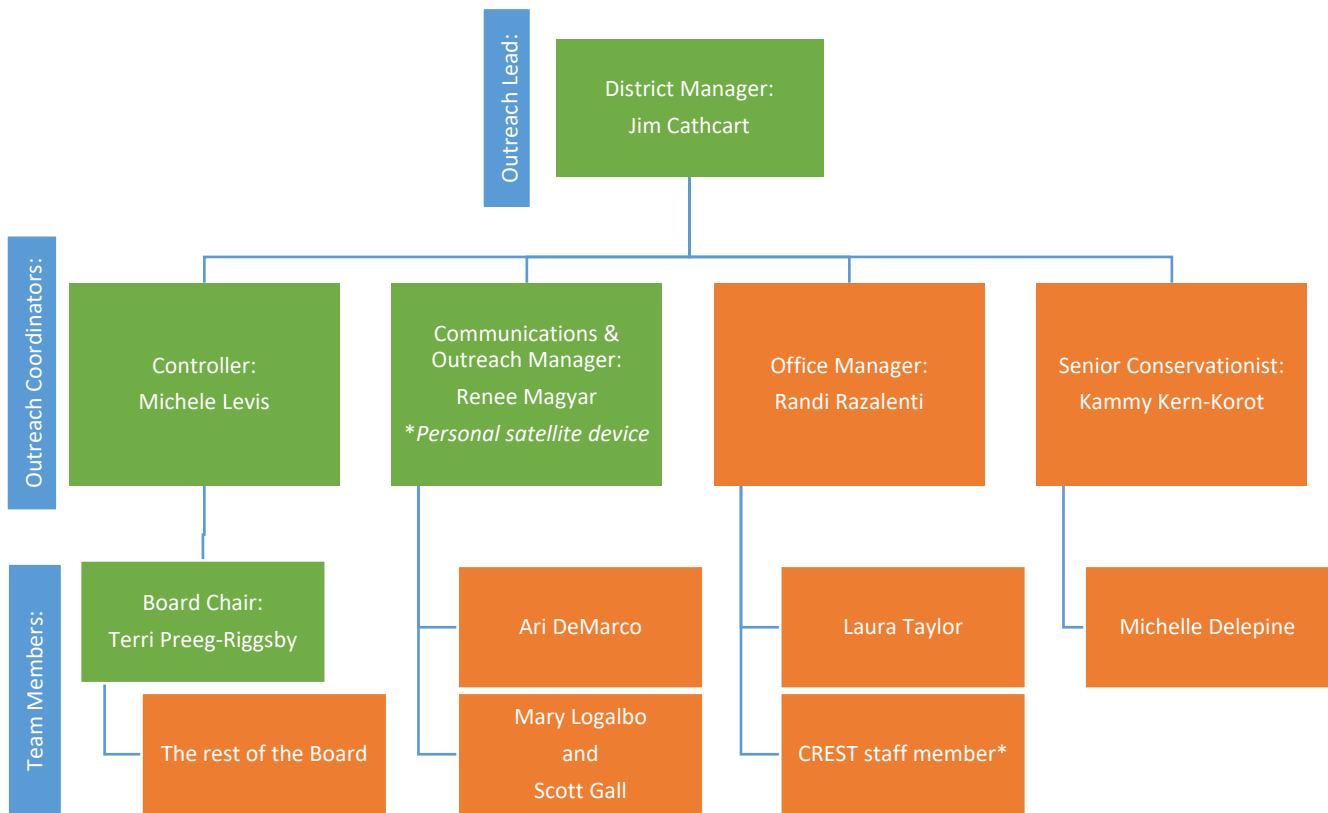 Outreach Lead:
District Manager:
Jim Cathcart
Outreach Coordinators:
Controller:
Michele Levis
Communications &
Outreach Manager:
Renee Magyar
*Personal satellite device
Office Manager:
Randi Razalenti
Senior Conservationist:
Kammy Kern-Korot
Team Members:
Board Chair:
Terri Preeg-Riggsby
Ari DeMarco
Laura Taylor
Michelle Delepine
The rest of the Board
Mary Logalbo
and
Scott Gall
CREST staff member*